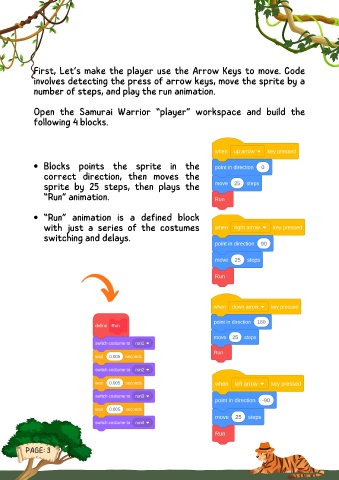 First, Let's make the player use the Arrow Keys to move. Code
involves detecting the press of arrow keys, move the sprite by a
number of steps, and play the run animation.
Open the Samurai Warrior "player" workspace and build the
following 4 blocks.
• Blocks points the sprite in the
correct direction, then moves the
sprite by 25 steps, then plays the
"Run" animation.
• "Run" animation is a defined block
with just a series of the costumes
switching and delays.
when up arrow key pressed
point in direction 0
move 25 steps
Run
when right arrow key pressed
point in direction 90
move 25 steps
Run
when down arrow key pressed
point in direction 180
move 25 steps
Run
when left arrow key pressed
point in direction -90
move 25 steps
Run
define Run
switch costume to
wait 0.005 seconds
switch costume to
wait 0.005 seconds
switch costume to
wait 0.005 seconds
switch costume to
PAGE: 3